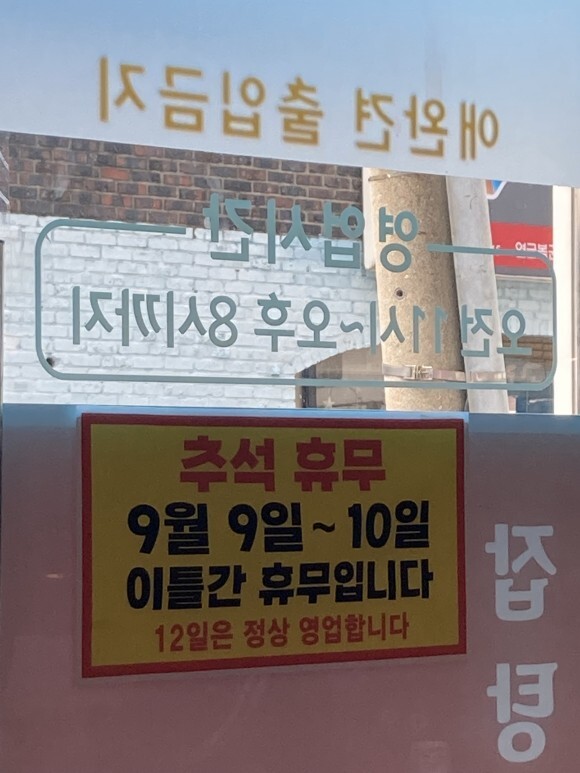 애완견 출입금지
영업시간
오전11시~오후 8시까지
추석 휴무
9월 9일~10일
이틀간 휴무입니다
12일은 정상 영업합니다
잡
탕